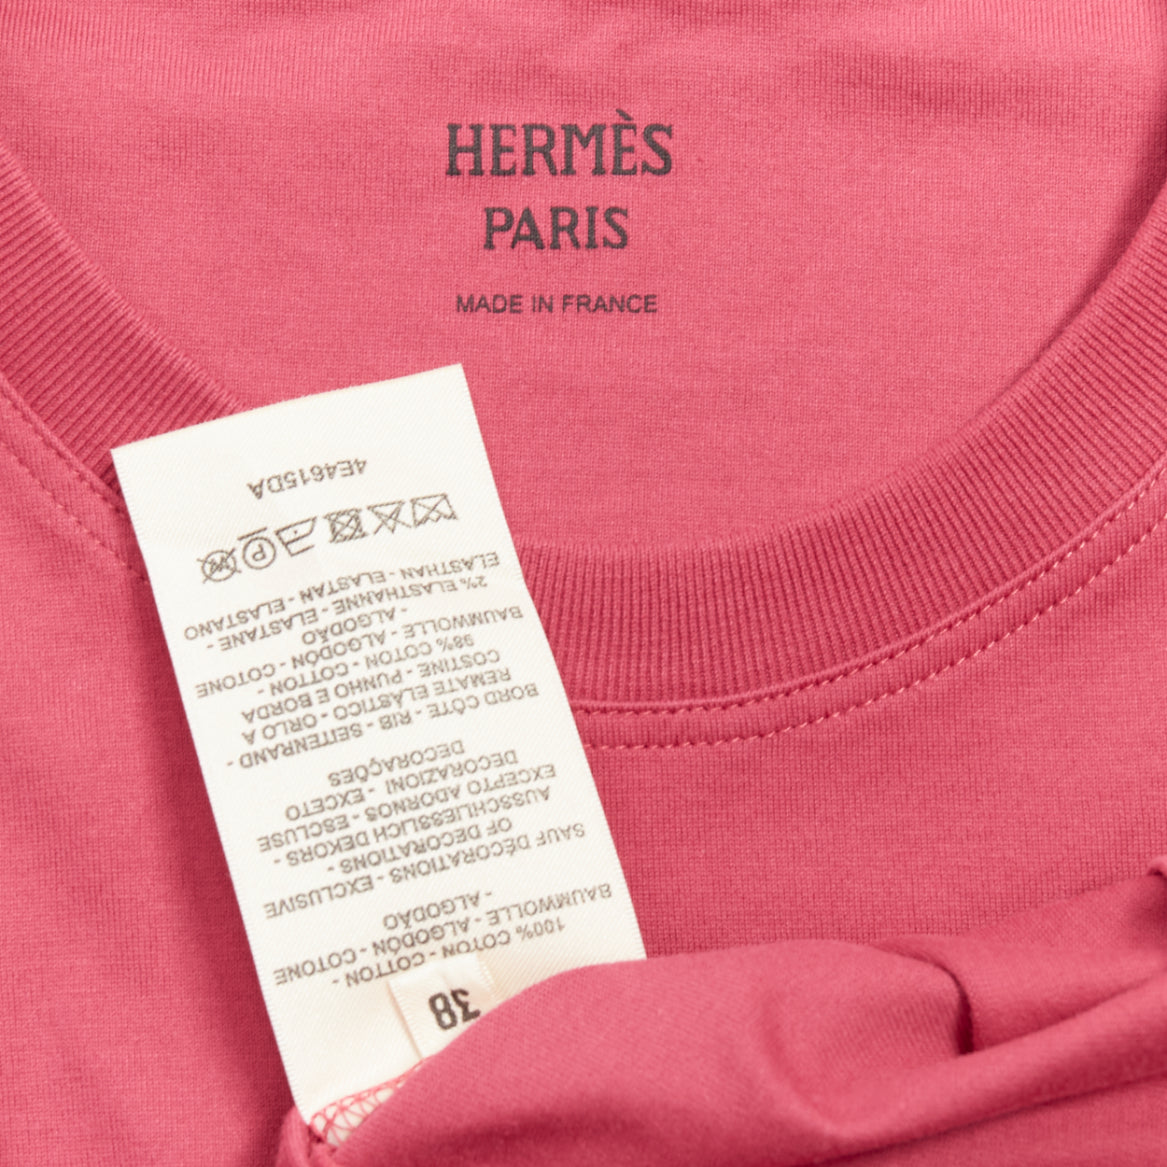 HERMÈS
PARIS
MADE IN FRANCE
38
100% COTON - COTTON -
BAUMWOLLE - ALGODÓN - COTONE
- ALGODÃO
SAUF DÉCORATIONS - EXCLUSIVE
OF DECORATIONS -
AUSSCHLIESSLICH DEKORS -
EXCEPTO ADORNOS - ESCLUSE
DECORAZIONI - EXCETO
DECORAÇÕES
BORD CÔTE - RIB - SEITENRAND -
REMATE ELÁSTICO - ORLO A
COSTINE - PUNHO E BORDA
98% COTON - COTTON -
BAUMWOLLE - ALGODÓN - COTONE
- ALGODÃO
2% ELASTHANNE - ELASTANE -
ELASTHAN - ELASTAN - ELASTANO
P
W
4E4615DA